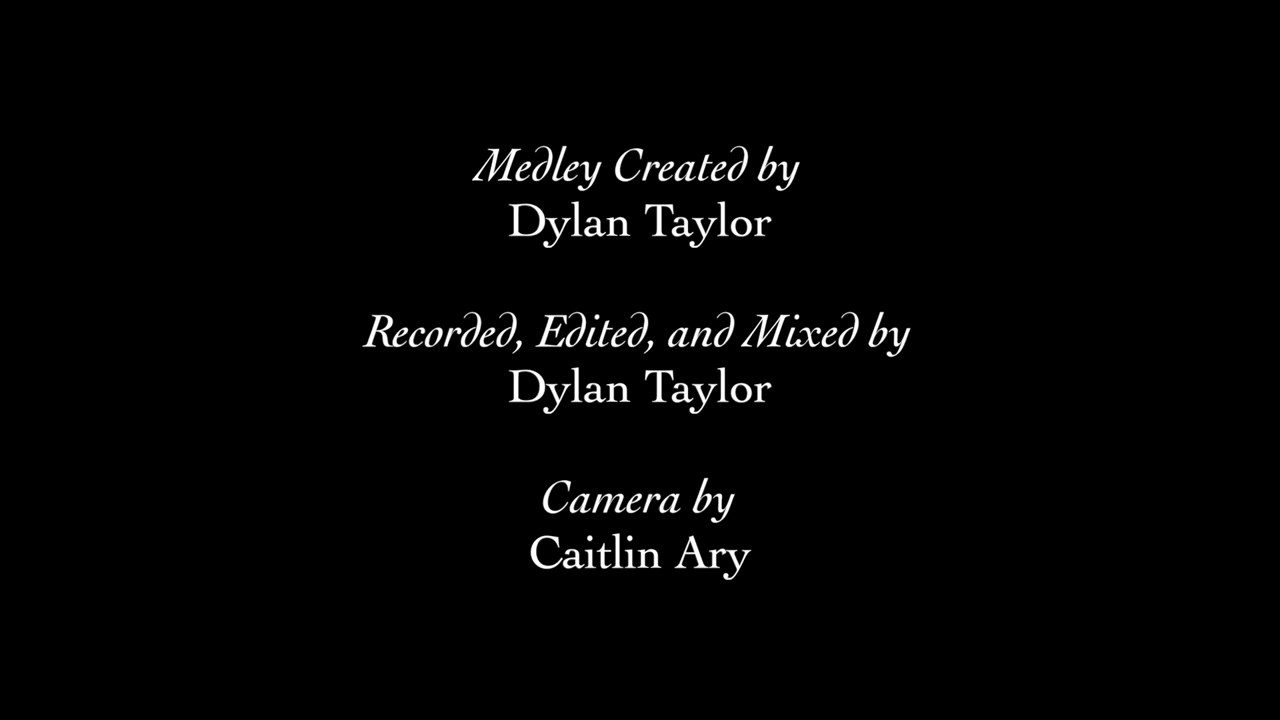 Medley Created by
Dylan Taylor
Recorded, Edited, and Mixed by
Dylan Taylor
Camera by
Caitlin Ary